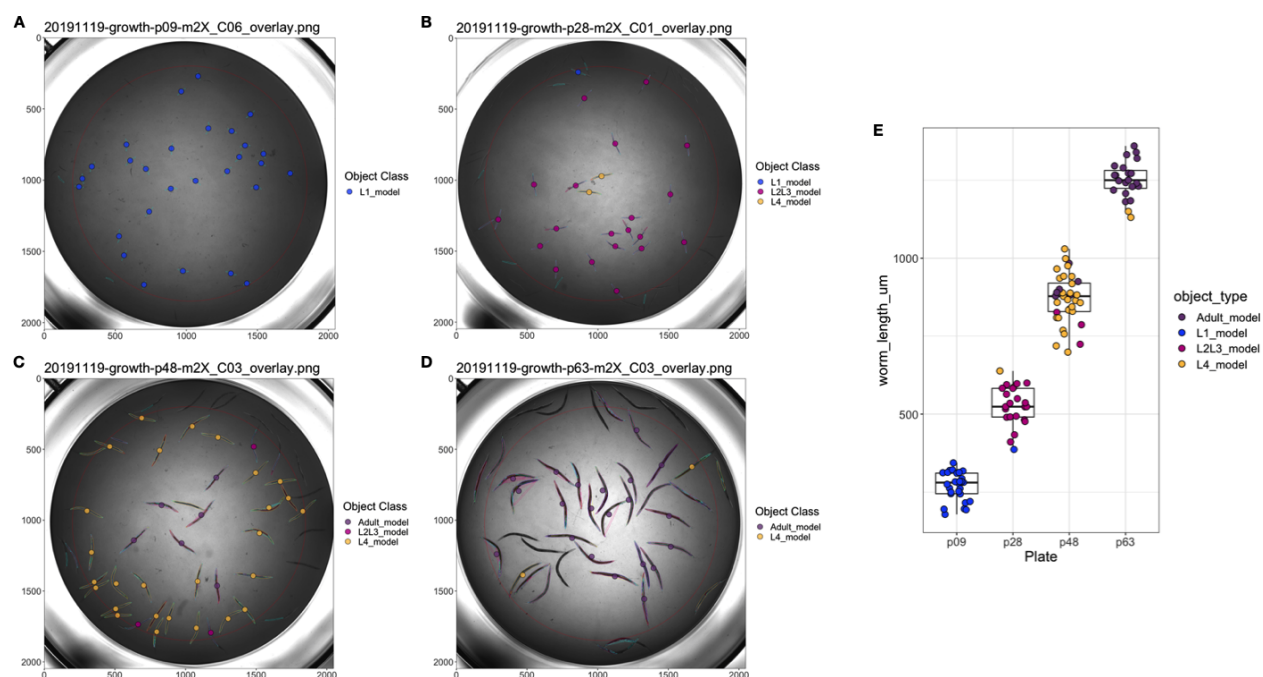 A
20191119-growth-p09-m2X_C06_overlay.png
0
500
1000
1500
2000
0
500
1000
1500
2000
Object Class
L1_model
B
20191119-growth-p28-m2X_C01_overlay.png
0
500
1000
1500
2000
0
500
1000
1500
2000
Object Class
L1_model
L2L3_model
L4_model
C
20191119-growth-p48-m2X_C03_overlay.png
0
500
1000
1500
2000
0
500
1000
1500
2000
Object Class
Adult_model
L2L3_model
L4_model
D
20191119-growth-p63-m2X_C03_overlay.png
0
500
1000
1500
2000
0
500
1000
1500
2000
Object Class
Adult_model
L4_model
E
worm_length_um
1000
500
p09
p28
p48
p63
Plate
object_type
Adult_model
L1_model
L2L3_model
L4_model